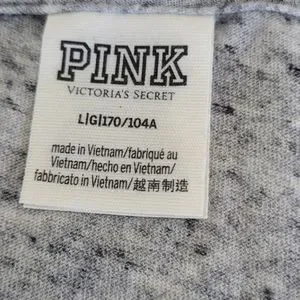 PINK
VICTORIA'S SECRET
L|G|170/104A
made in Vietnam/fabriqué au
Vietnam/hecho en Vietnam/
fabbricato in Vietnam/越南制造